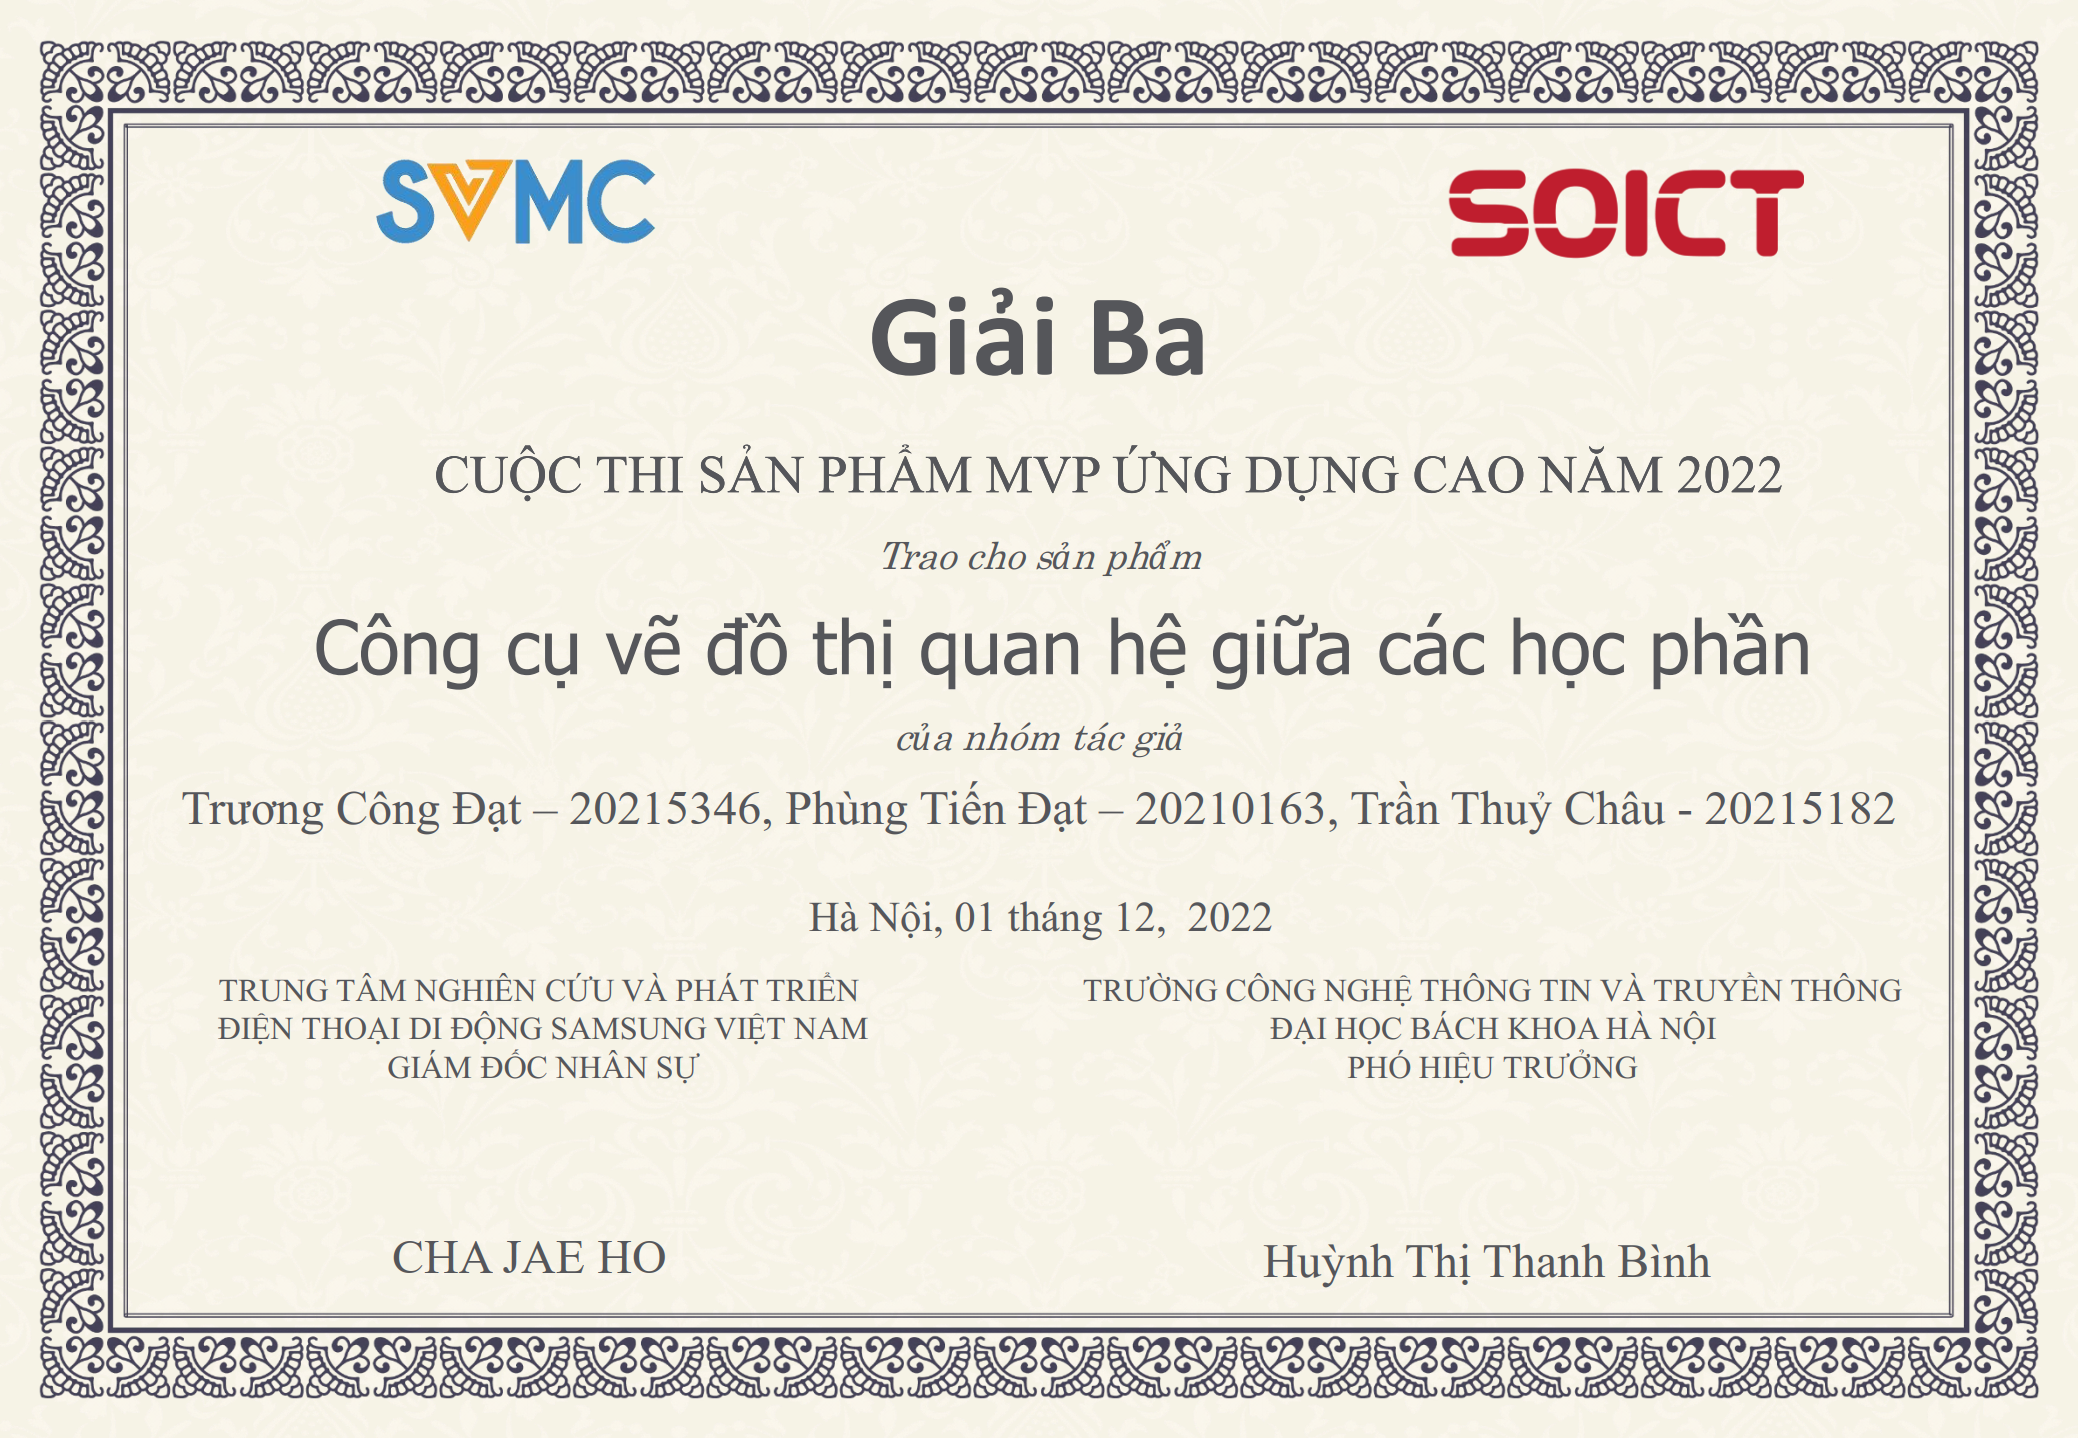 SVMC
SOICT
Giải Ba
CUỘC THI SẢN PHẨM MVP ỨNG DỤNG CAO NĂM 2022
Trao cho sản phẩm
Công cụ vẽ đồ thị quan hệ giữa các học phần
của nhóm tác giả
Trương Công Đạt – 20215346, Phùng Tiến Đạt – 20210163, Trần Thuỷ Châu - 20215182
Hà Nội, 01 tháng 12, 2022
TRUNG TÂM NGHIÊN CỨU VÀ PHÁT TRIỂN
ĐIỆN THOẠI DI ĐỘNG SAMSUNG VIỆT NAM
GIÁM ĐỐC NHÂN SỰ
TRƯỜNG CÔNG NGHỆ THÔNG TIN VÀ TRUYỀN THÔNG
ĐẠI HỌC BÁCH KHOA HÀ NỘI
PHÓ HIỆU TRƯỞNG
CHA JAE HO
Huỳnh Thị Thanh Bình